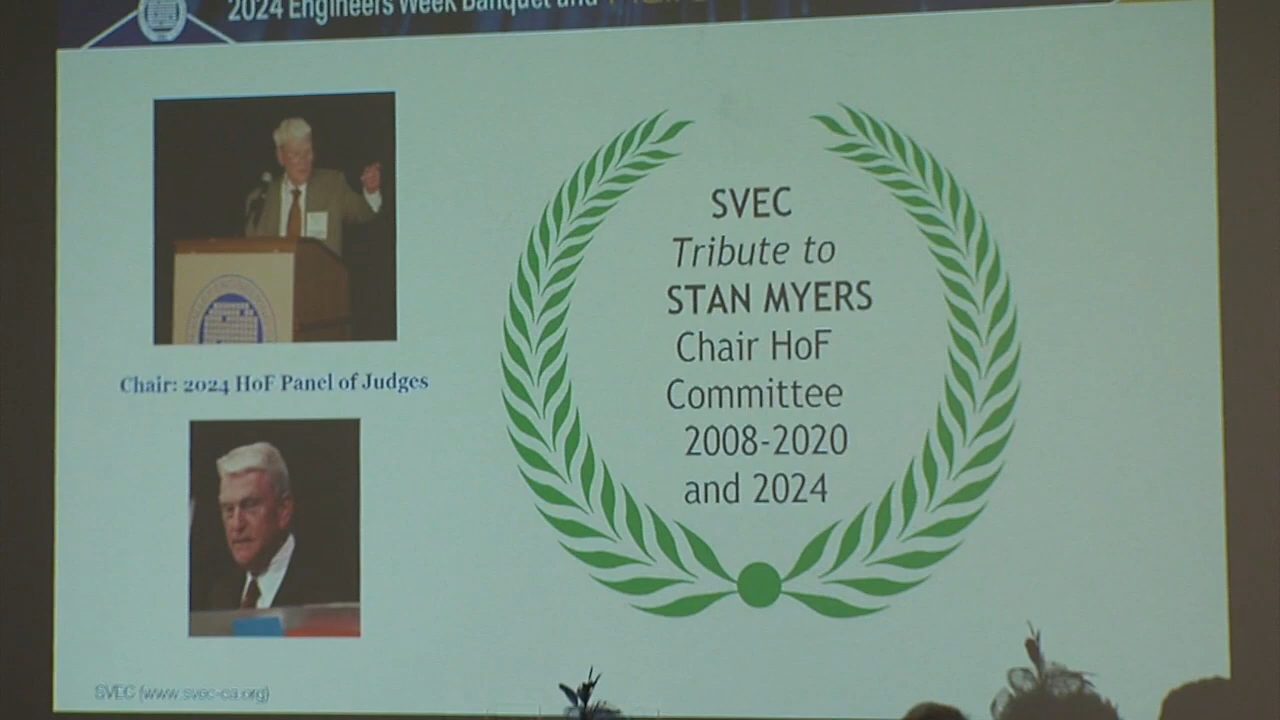 2024 Engineers Week Banquet and
SVEC
Tribute to
STAN MYERS
Chair HoF
Committee
2008-2020
and 2024
Chair: 2024 HoF Panel of Judges
SVEC (www.svec-ca.org)